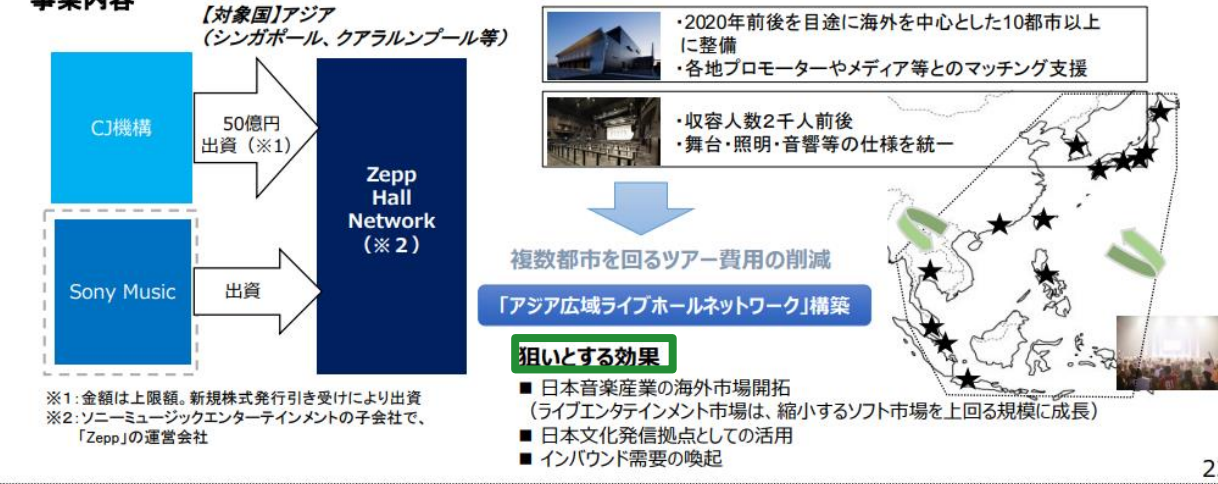 事業内容
【対象国】アジア
（シンガポール、クアラルンプール等）
CJ機構
50億円
出資（※1）
Sony Music
出資
Zepp
Hall
Network
（※２）
※1：金額は上限額。新規株式発行引き受けにより出資
※2：ソニーミュージックエンターテインメントの子会社で、
「Zepp」の運営会社
・2020年前後を目途に海外を中心とした10都市以上
に整備
・各地プロモーターやメディア等とのマッチング支援
・収容人数２千人前後
・舞台・照明・音響等の仕様を統一
複数都市を回るツアー費用の削減
「アジア広域ライブホールネットワーク」構築
狙いとする効果
■ 日本音楽産業の海外市場開拓
（ライブエンタテインメント市場は、縮小するソフト市場を上回る規模に成長）
■ 日本文化発信拠点としての活用
■ インバウンド需要の喚起